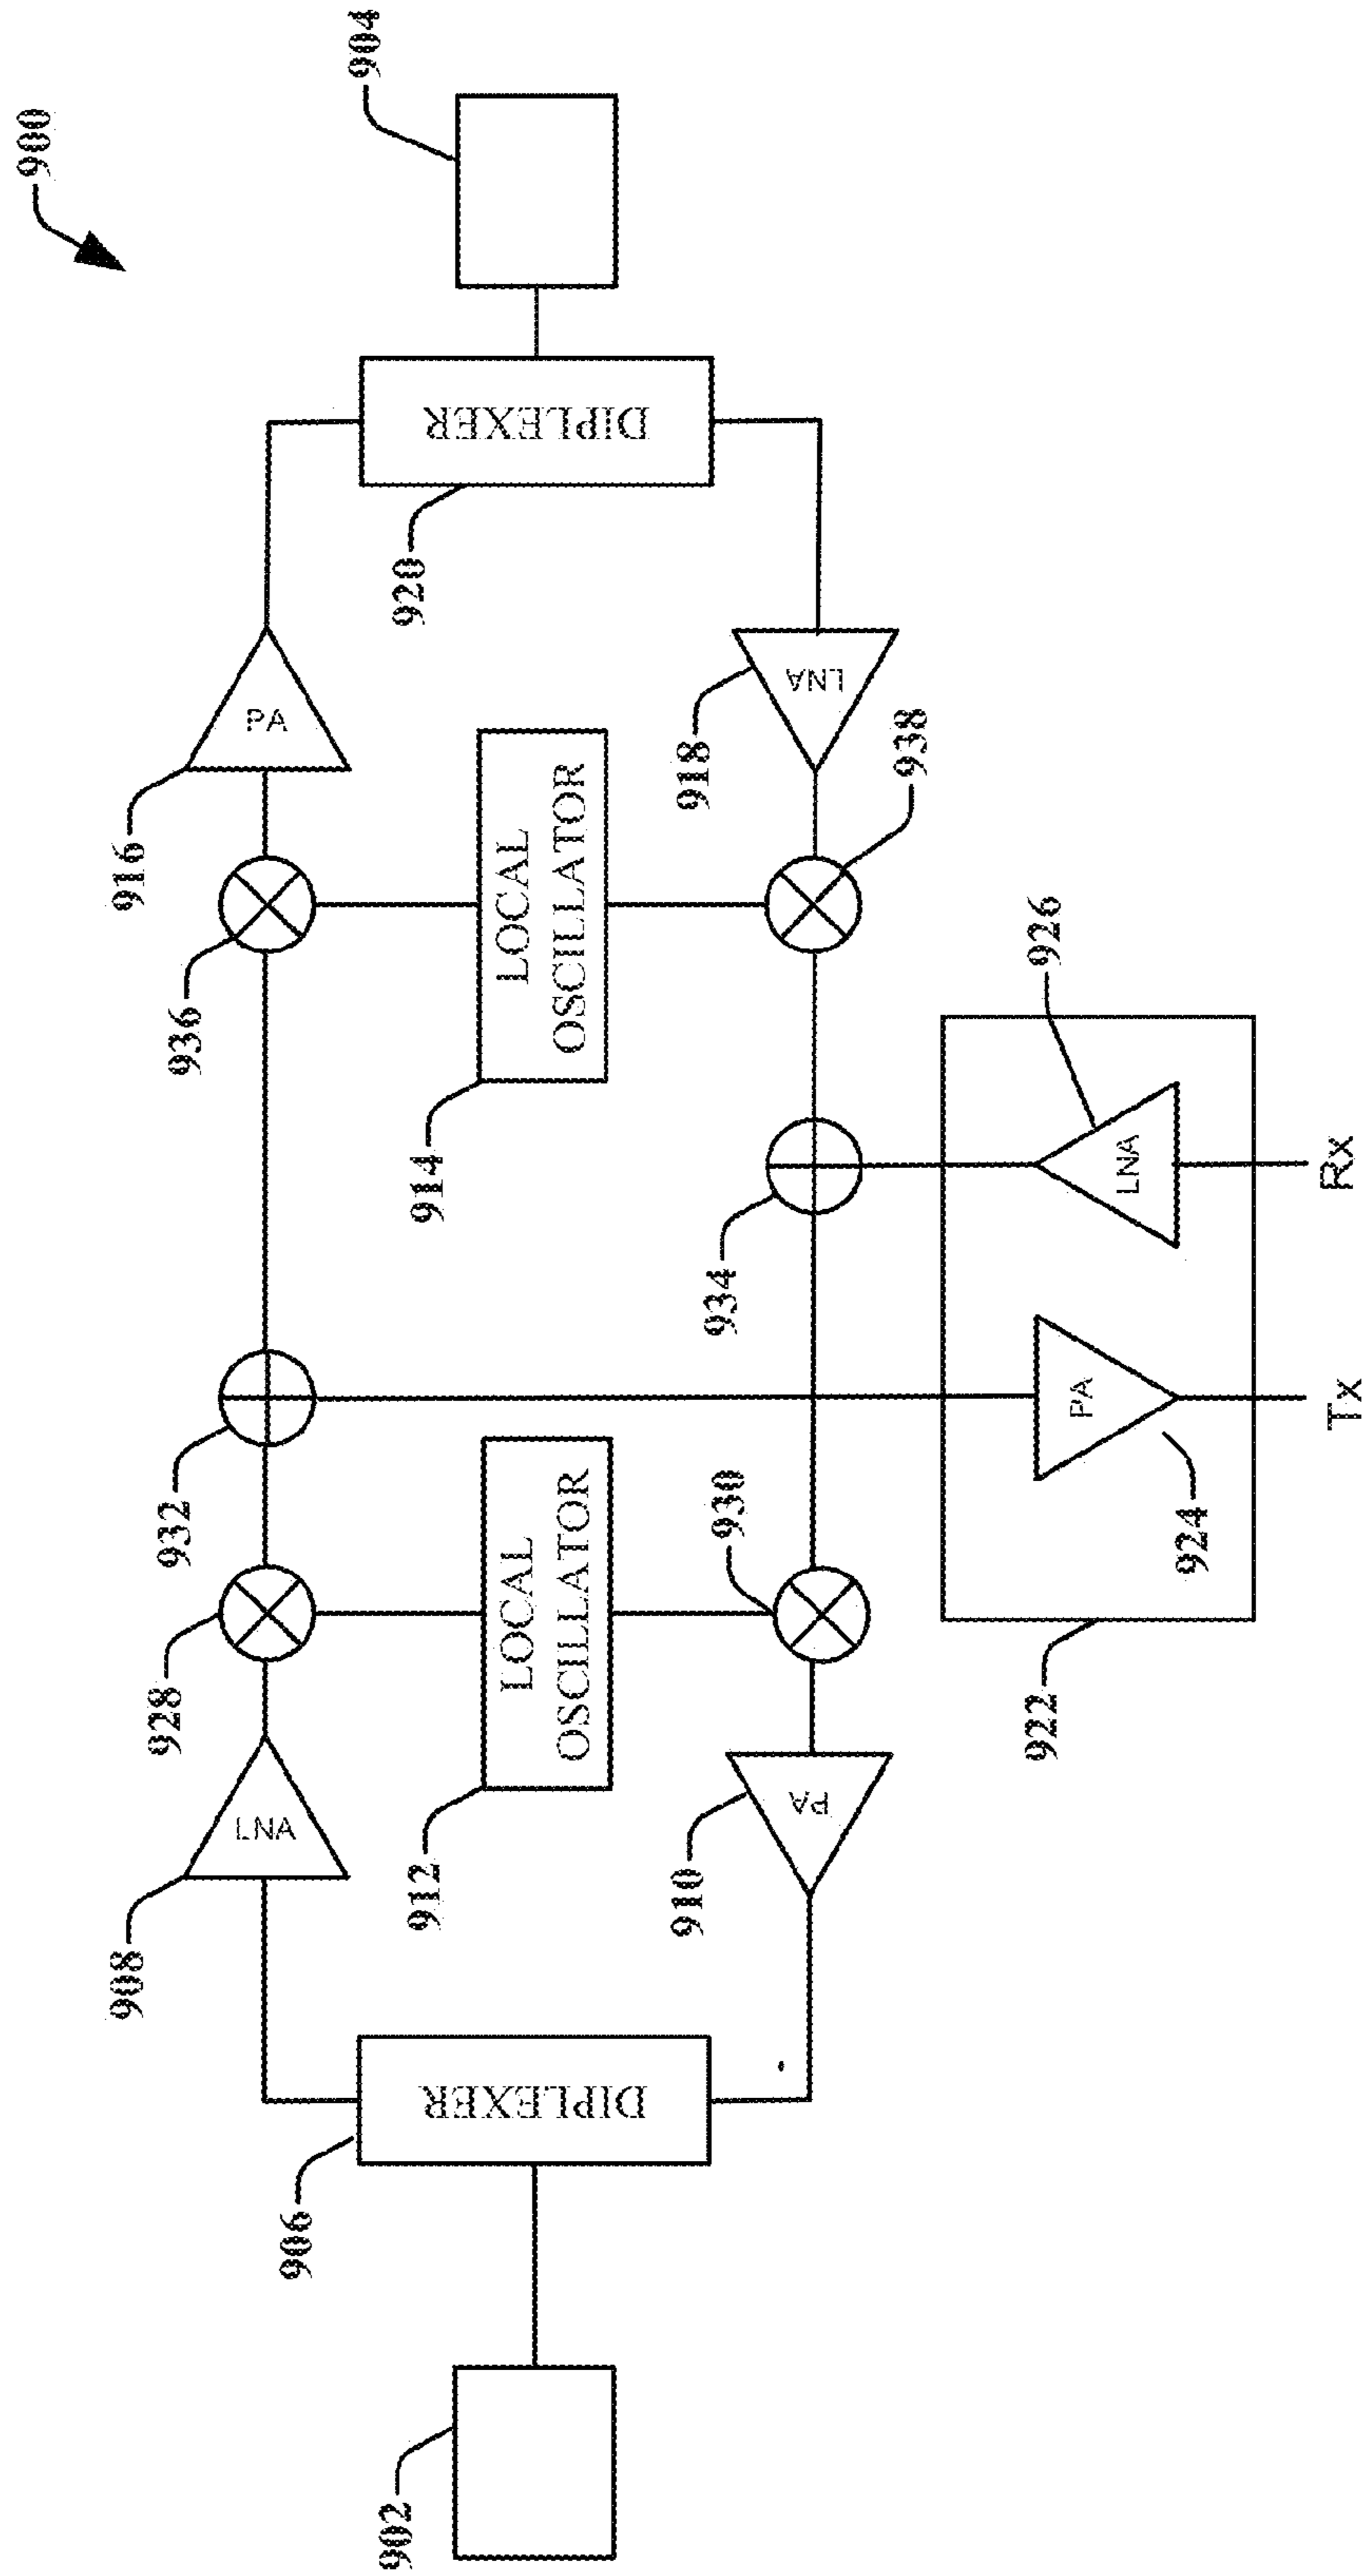 900
902
906
DIPLEXER
908
LNA
928
932
912
LOCAL
OSCILLATOR
910
PA
930
936
916
PA
914
LOCAL
OSCILLATOR
934
938
918
LNA
920
DIPLEXER
904
922
924
PA
926
LNA
Tx
Rx